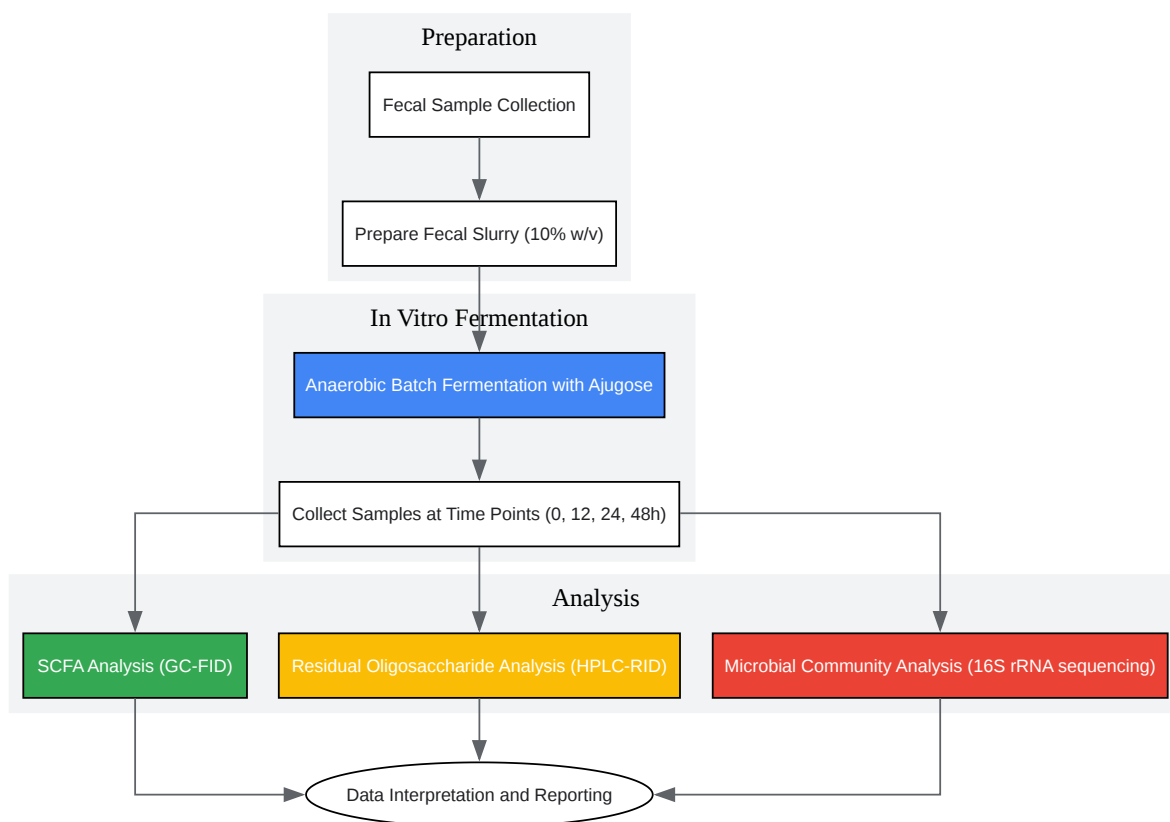 Preparation
Fecal Sample Collection
Prepare Fecal Slurry (10% w/v)
In Vitro Fermentation
Anaerobic Batch Fermentation with Ajugose
Collect Samples at Time Points (0, 12, 24, 48h)
Analysis
SCFA Analysis (GC-FID)
Residual Oligosaccharide Analysis (HPLC-RID)
Microbial Community Analysis (16S rRNA sequencing)
Data Interpretation and Reporting